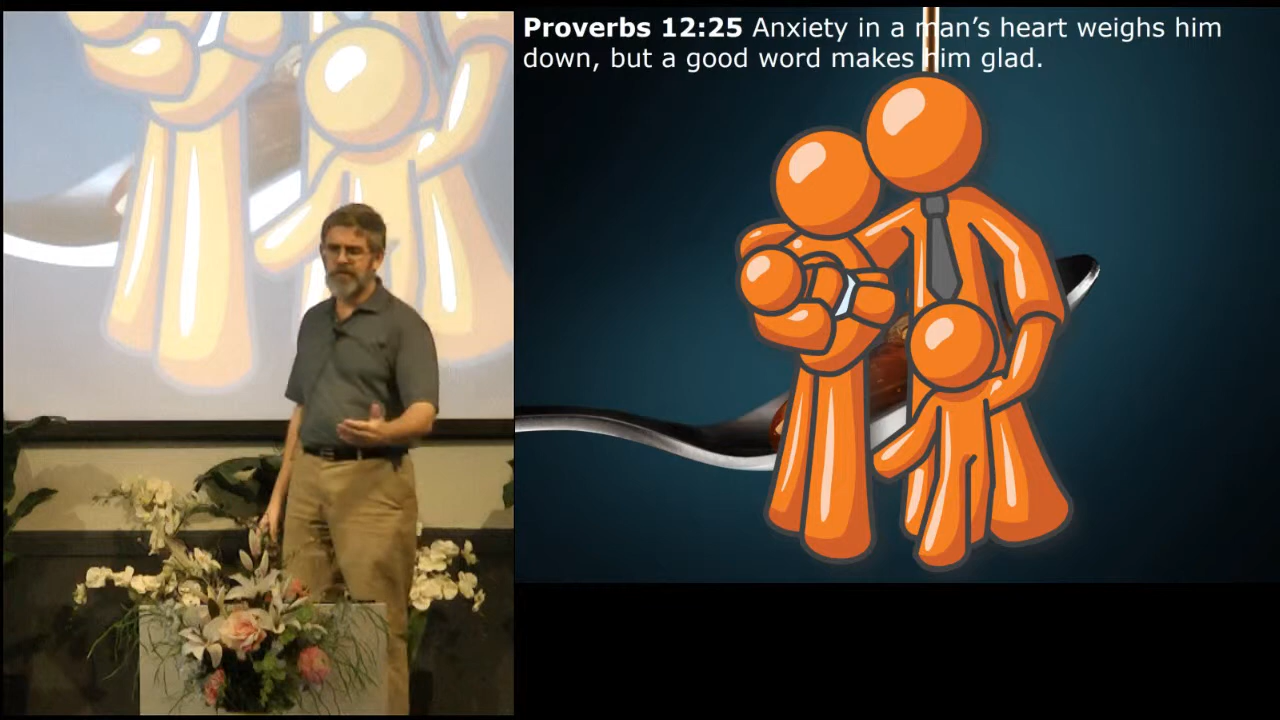 Proverbs 12:25 Anxiety in a man’s heart weighs him
down, but a good word makes him glad.